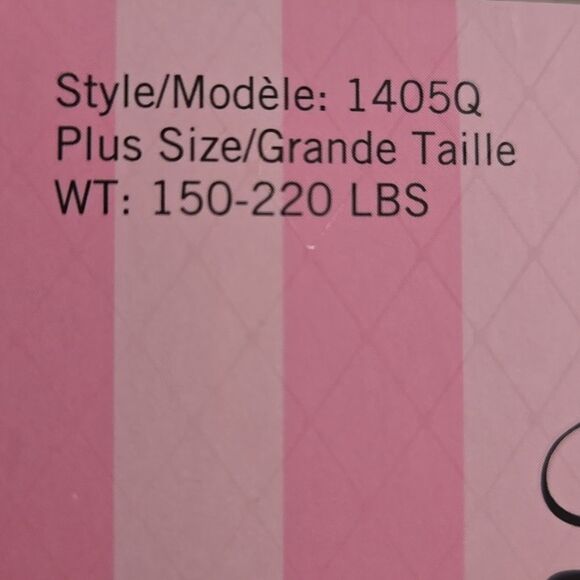 Style/Modèle: 1405Q
Plus Size/Grande Taille
WT: 150-220 LBS